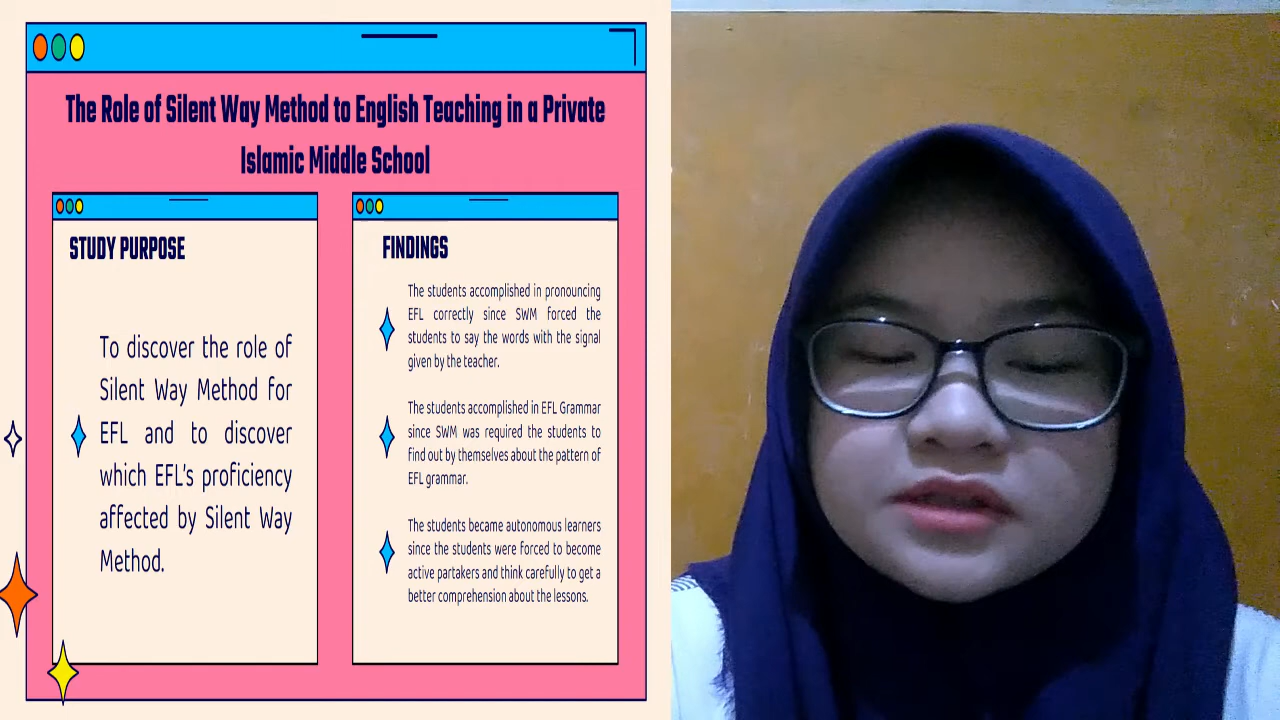 The Role of Silent Way Method to English Teaching in a Private
Islamic Middle School
STUDY PURPOSE
To discover the role of
Silent Way Method for
EFL and to discover
which EFL's proficiency
affected by Silent Way
Method.
FINDINGS
The students accomplished in pronouncing
EFL correctly since SWM forced the
students to say the words with the signal
given by the teacher.
The students accomplished in EFL Grammar
since SWM was required the students to
find out by themselves about the pattern of
EFL grammar.
The students became autonomous learners
since the students were forced to become
active partakers and think carefully to get a
better comprehension about the lessons.